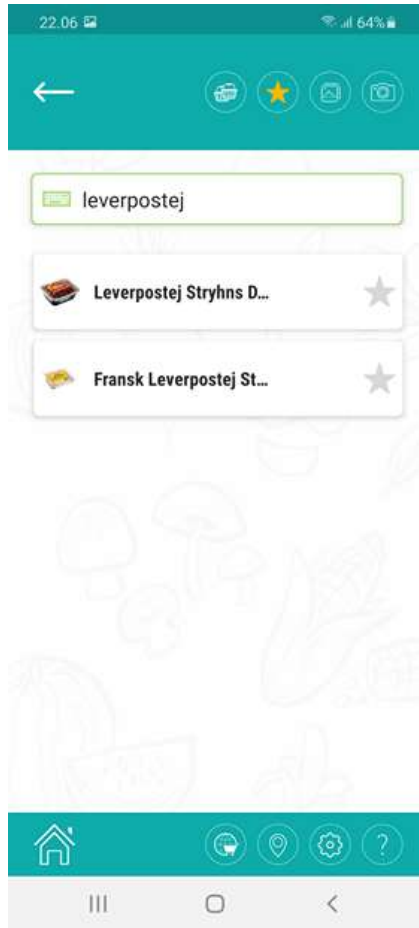 22.06 64%
leverpostej
Leverpostej Stryhns D...
Fransk Leverpostej St...
?